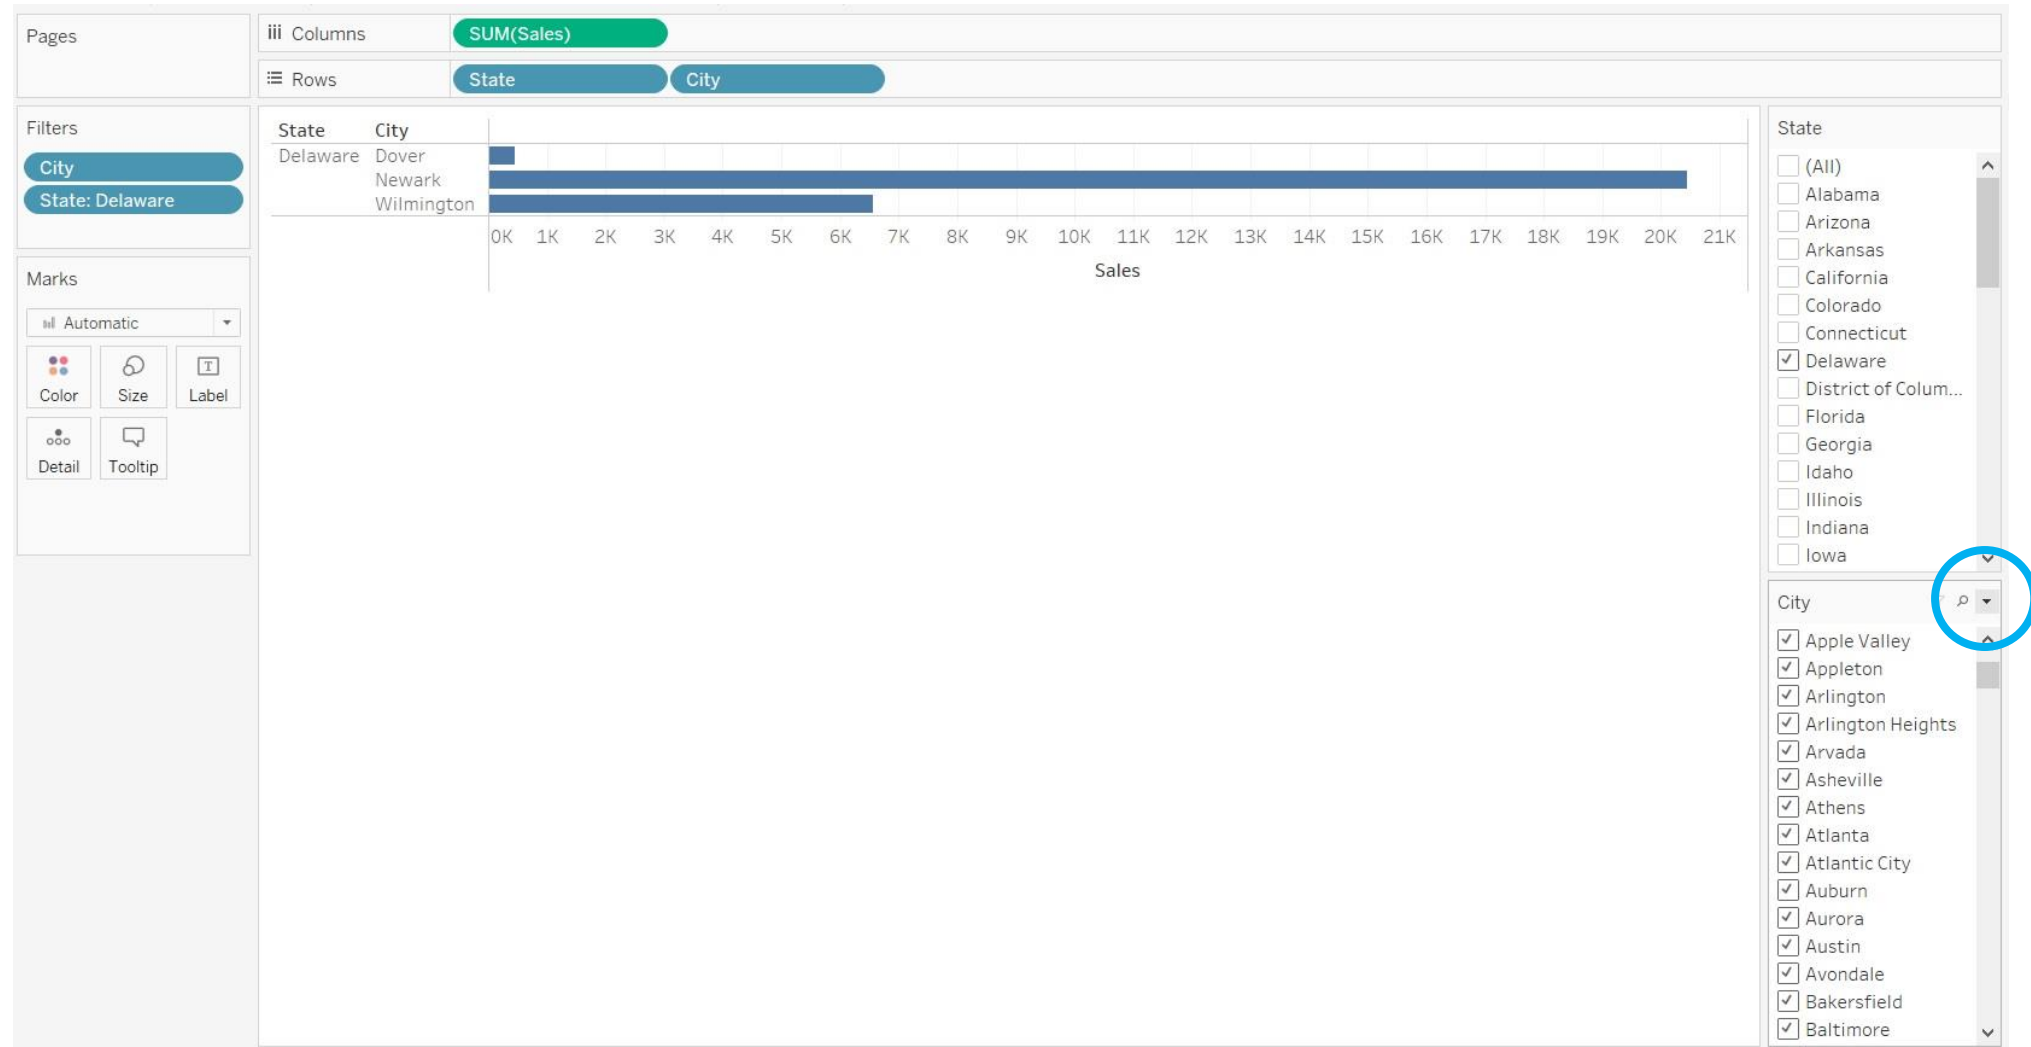 Pages
Columns
SUM(Sales)
Rows
State
City
Filters
City
State: Delaware
Marks
Automatic
Color
Size
Label
Detail
Tooltip
State City
Delaware Dover
Newark
Wilmington
0K 1K 2K 3K 4K 5K 6K 7K 8K 9K 10K 11K 12K 13K 14K 15K 16K 17K 18K 19K 20K 21K
Sales
State
(All)
Alabama
Arizona
Arkansas
California
Colorado
Connecticut
Delaware
District of Colum...
Florida
Georgia
Idaho
Illinois
Indiana
Iowa
City
Apple Valley
Appleton
Arlington
Arlington Heights
Arvada
Asheville
Athens
Atlanta
Atlantic City
Auburn
Aurora
Austin
Avondale
Bakersfield
Baltimore